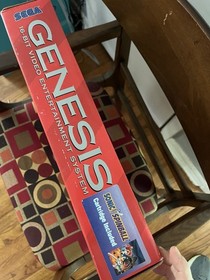 SEGA
GENESIS
16-BIT VIDEO ENTERTAINMENT SYSTEM
SONIC SPINBALL
Cartridge Included